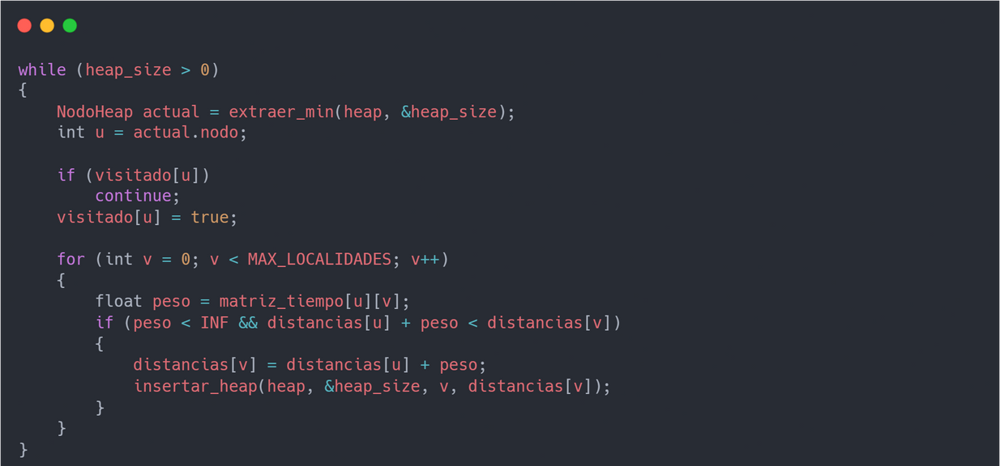 while (heap_size > 0)
{
    NodoHeap actual = extraer_min(heap, &heap_size);
    int u = actual.nodo;

    if (visitado[u])
        continue;
    visitado[u] = true;

    for (int v = 0; v < MAX_LOCALIDADES; v++)
    {
        float peso = matriz_tiempo[u][v];
        if (peso < INF && distancias[u] + peso < distancias[v])
        {
            distancias[v] = distancias[u] + peso;
            insertar_heap(heap, &heap_size, v, distancias[v]);
        }
    }
}